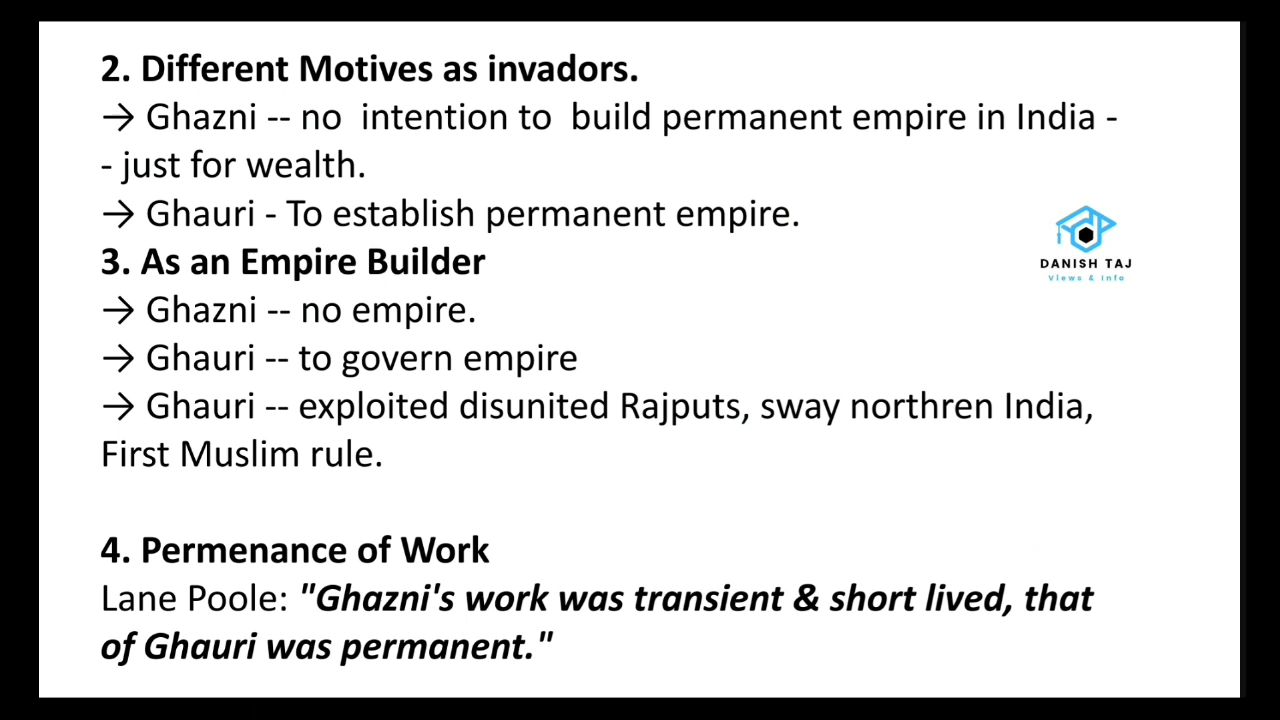 2. Different Motives as invadors.
→ Ghazni -- no  intention to  build permanent empire in India -
- just for wealth.
→ Ghauri - To establish permanent empire.
3. As an Empire Builder
→ Ghazni -- no empire.
→ Ghauri -- to govern empire
→ Ghauri -- exploited disunited Rajputs, sway northren India,
First Muslim rule.
4. Permenance of Work
Lane Poole: "Ghazni's work was transient & short lived, that
of Ghauri was permanent."
DANISH TAJ
Views & Info